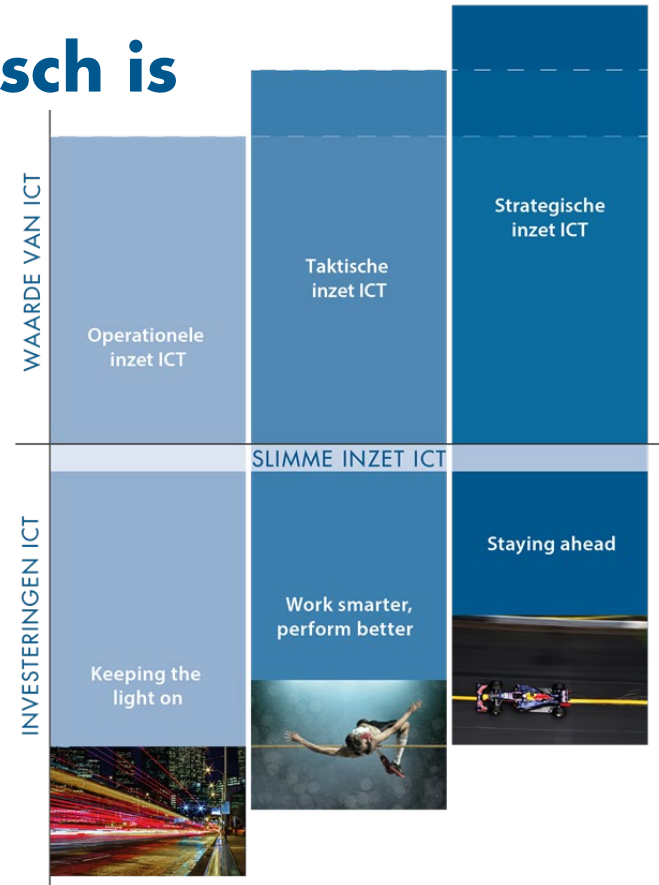 sch is
WAARDE VAN ICT
Operationele
inzet ICT
Taktische
inzet ICT
Strategische
inzet ICT
SLIMME INZET ICT
INVESTERINGEN ICT
Keeping the
light on
Work smarter,
perform better
Staying ahead